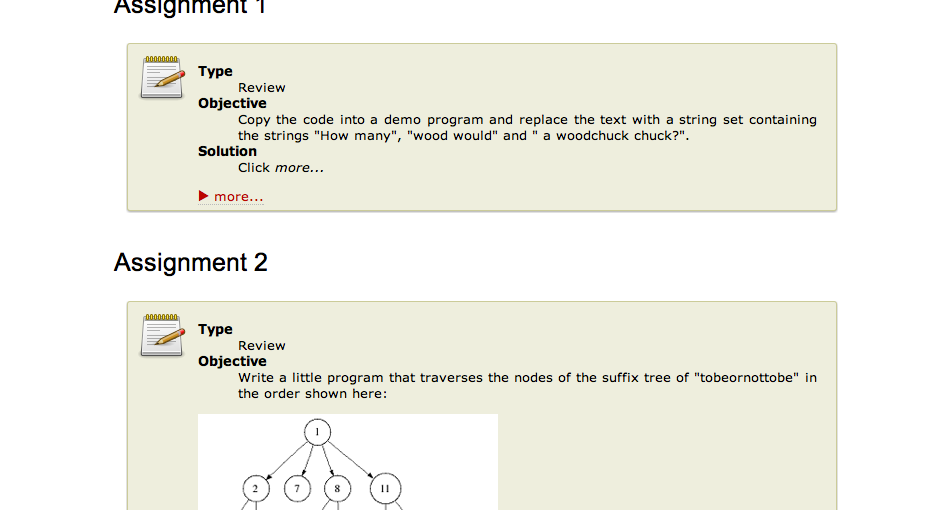 Assignment 1
Type
Review
Objective
Copy the code into a demo program and replace the text with a string set containing
the strings "How many", "wood would" and " a woodchuck chuck?".
Solution
Click more...
more...
Assignment 2
Type
Review
Objective
Write a little program that traverses the nodes of the suffix tree of "tobeornottobe" in
the order shown here:
1
2 7 8 11